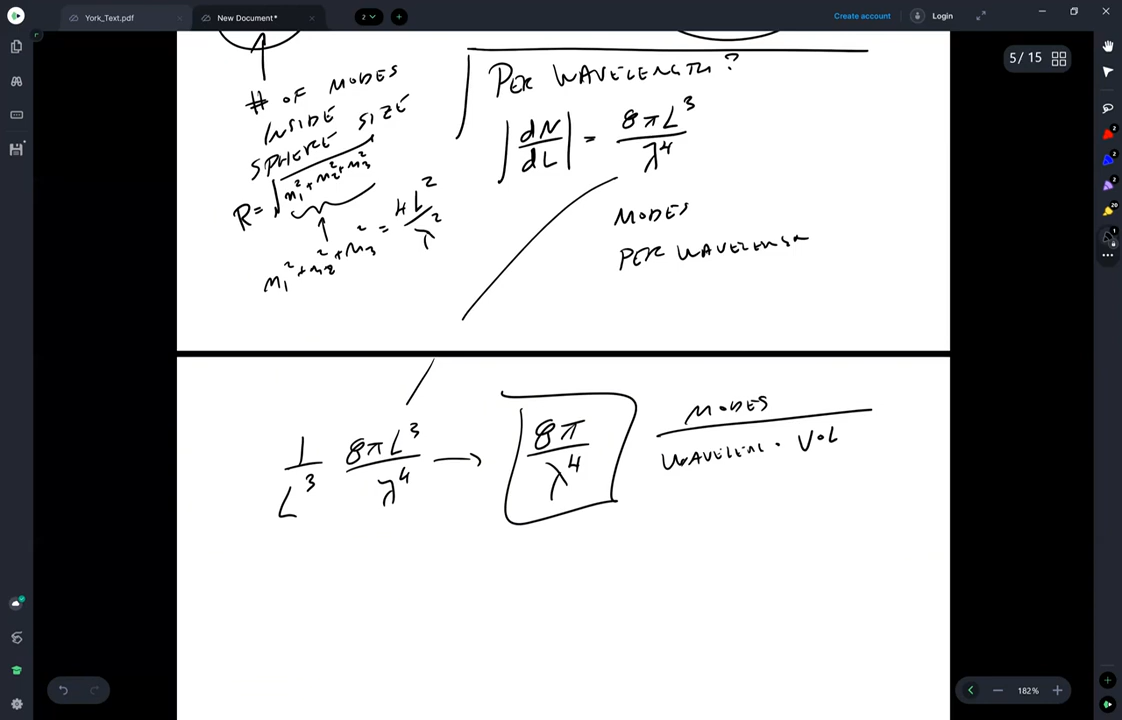 York_Text.pdf
New Document*
2
Create account
Login
5 / 15
# OF MODES
INSIDE
SPHERE SIZE
R = √(m₁² + m₂² + m₃²)
m₁² + m₂² + m₃² = 4L²/λ²
PER WAVELENGTH?
|dN/dL| = 8πL³/λ⁴
MODES
PER WAVELENGTH
1/L³ 8πL³/λ⁴ → 8π/λ⁴
MODES
WAVELEN. · VOL
182%